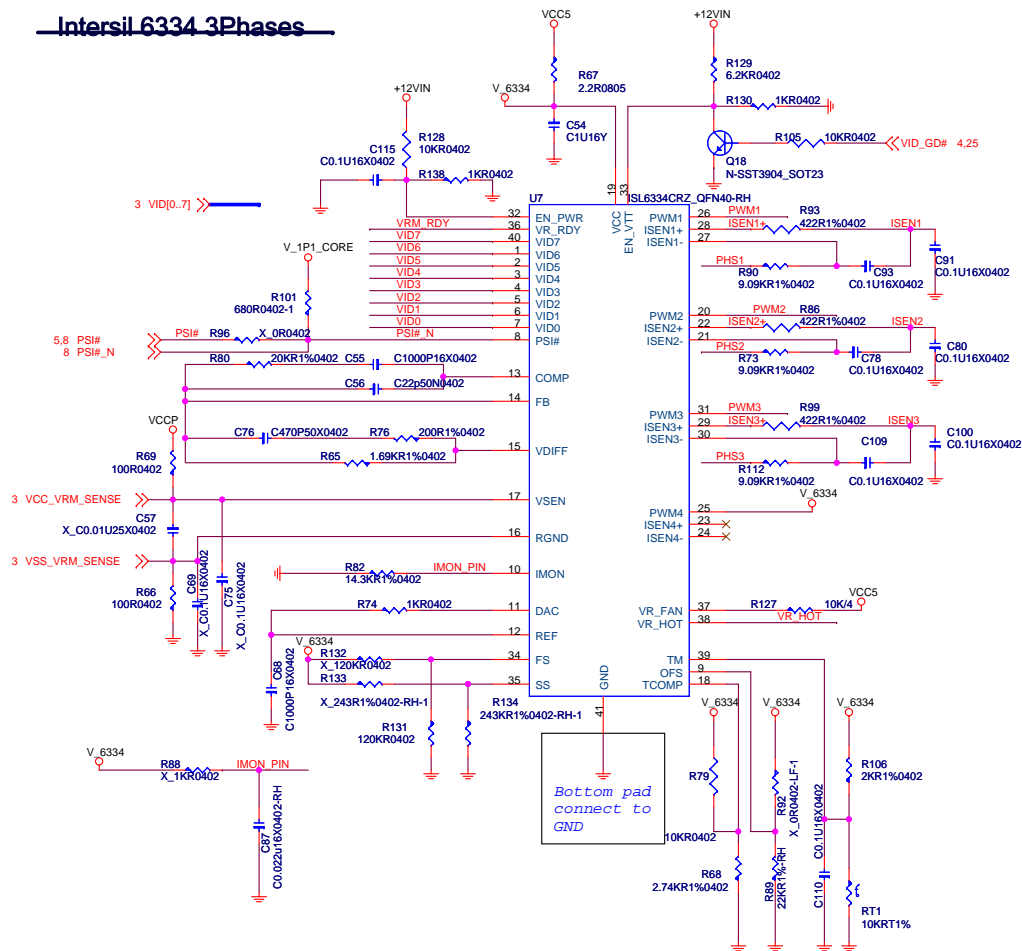 Intersil 6334 3Phases
VCC5
+12VIN
R67
2.2R0805
R129
6.2KR0402
V_6334
+12VIN
R130
1KR0402
C54
C1U16Y
R128
10KR0402
C115
C0.1U16X0402
R105
10KR0402
VID_GD# 4,25
Q18
N-SST3904_SOT23
R138
1KR0402
19
33
U7
ISL6334CRZ_QFN40-RH
3 VID[0..7]
VCC
EN_VTT
32
EN_PWR
VRM_RDY
36
VR_RDY
VID7
40
VID7
VID6
1
VID6
VID5
2
VID5
VID4
3
VID4
VID3
4
VID3
VID2
5
VID2
VID1
6
VID1
VID0
7
VID0
PSI#_N
8
PSI#
PWM1
26
PWM1
R93
ISEN1+
28
ISEN1+
422R1%0402
ISEN1
ISEN1-
27
PHS1
R90
9.09KR1%0402
C93
C0.1U16X0402
C91
C0.1U16X0402
V_1P1_CORE
R101
680R0402-1
5,8 PSI#
PSI#
R96
X_0R0402
8 PSI#_N
PWM2
20
PWM2
R86
ISEN2+
22
ISEN2+
422R1%0402
ISEN2
ISEN2-
21
PHS2
R73
9.09KR1%0402
C78
C0.1U16X0402
C80
C0.1U16X0402
R80
20KR1%0402
C55
C1000P16X0402
C56
C22p50N0402
13
COMP
14
FB
VCCP
C76
C470P50X0402
R76
200R1%0402
R65
1.69KR1%0402
15
VDIFF
R69
100R0402
PWM3
31
PWM3
R99
ISEN3+
29
ISEN3+
422R1%0402
ISEN3
ISEN3-
30
PHS3
R112
9.09KR1%0402
C109
C0.1U16X0402
C100
C0.1U16X0402
3 VCC_VRM_SENSE
17
VSEN
C57
X_C0.01U25X0402
16
RGND
3 VSS_VRM_SENSE
R66
100R0402
C69
X_C0.1U16X0402
C75
X_C0.1U16X0402
V_6334
PWM4
25
ISEN4+
23
ISEN4-
24
R82
14.3KR1%0402
IMON_PIN
10
IMON
R74
1KR0402
11
DAC
12
REF
VCC5
VR_FAN
37
R127
10K/4
VR_HOT
38
VR_HOT
V_6334
R132
X_120KR0402
34
FS
R133
35
SS
X_243R1%0402-RH-1
C68
C1000P16X0402
R131
120KR0402
R134
243KR1%0402-RH-1
TM
39
OFS
9
TCOMP
18
GND
41
V_6334
V_6334
V_6334
V_6334
R88
X_1KR0402
IMON_PIN
C87
C0.022u16X0402-RH
Bottom pad
connect to
GND
R79
10KR0402
R92
X_0R0402-LF-1
R106
2KR1%0402
C0.1U16X0402
C110
R68
2.74KR1%0402
R89
22KR1%-RH
t
RT1
10KRT1%